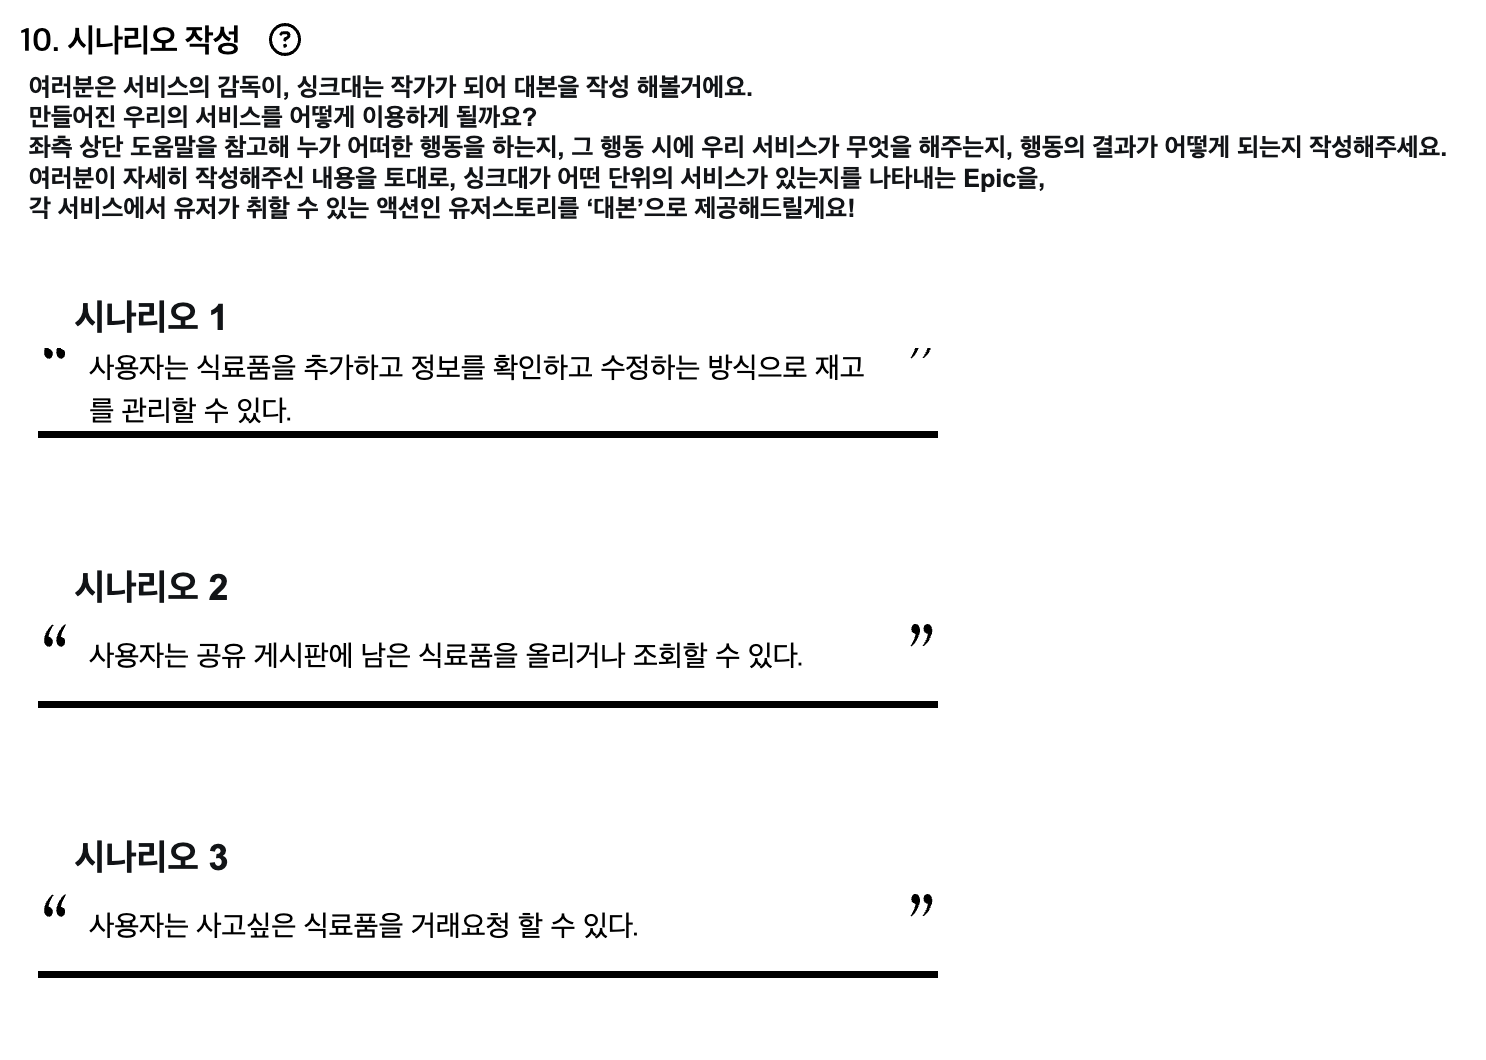 10. 시나리오 작성 ?
여러분은 서비스의 감독이, 싱크대는 작가가 되어 대본을 작성 해볼거에요.
만들어진 우리의 서비스를 어떻게 이용하게 될까요?
좌측 상단 도움말을 참고해 누가 어떠한 행동을 하는지, 그 행동 시에 우리 서비스가 무엇을 해주는지, 행동의 결과가 어떻게 되는지 작성해주세요.
여러분이 자세히 작성해주신 내용을 토대로, 싱크대가 어떤 단위의 서비스가 있는지를 나타내는 Epic을,
각 서비스에서 유저가 취할 수 있는 액션인 유저스토리를 ‘대본’으로 제공해드릴게요!
시나리오 1
“ 사용자는 식료품을 추가하고 정보를 확인하고 수정하는 방식으로 재고 ”
를 관리할 수 있다.
시나리오 2
“ 사용자는 공유 게시판에 남은 식료품을 올리거나 조회할 수 있다. ”
시나리오 3
“ 사용자는 사고싶은 식료품을 거래요청 할 수 있다. ”